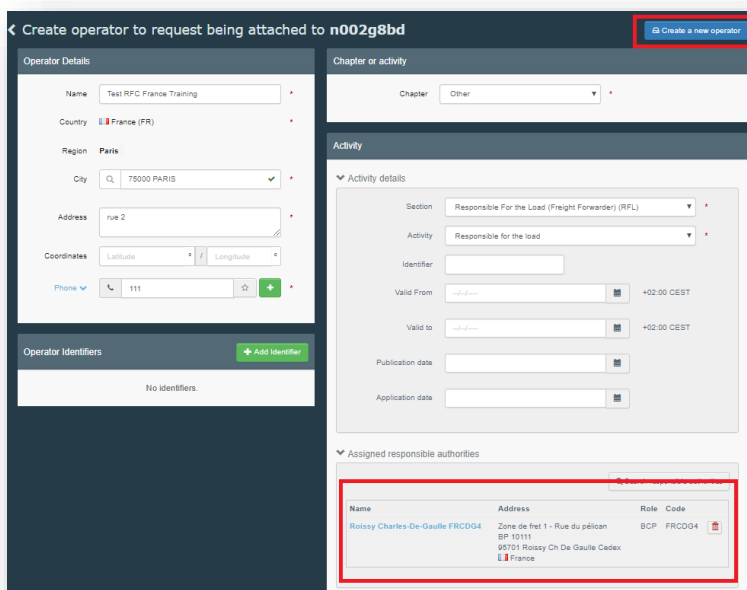 Create operator to request being attached to n002g8bd
Create a new operator
Operator Details
Name Test RFC France Training *
Country France (FR) *
Region Paris
City 75000 PARIS *
Address rue 2 *
Coordinates Latitude / Longitude
Phone 111 *
Operator Identifiers
Add Identifier
No identifiers.
Chapter or activity
Chapter Other *
Activity
Activity details
Section Responsible For the Load (Freight Forwarder) (RFL) *
Activity Responsible for the load *
Identifier
Valid From --/--/---- +02:00 CEST
Valid to --/--/---- +02:00 CEST
Publication date
Application date
Assigned responsible authorities
Name Address Role Code
Roissy Charles-De-Gaulle FRCDG4 Zone de fret 1 - Rue du pélican BCP FRCDG4
BP 10111
95701 Roissy Ch De Gaulle Cedex
France